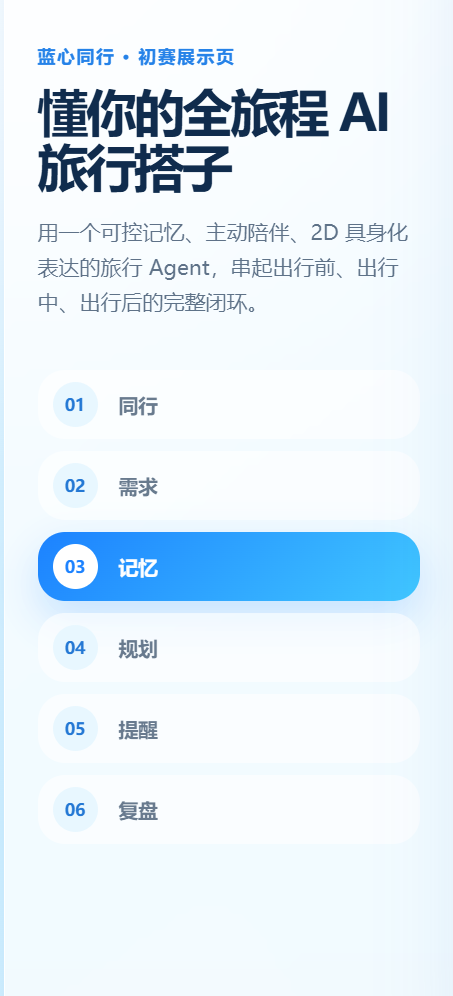 蓝心同行 · 初赛展示页
懂你的全旅程 AI
旅行搭子
用一个可控记忆、主动陪伴、2D 具身化
表达的旅行 Agent，串起出行前、出行
中、出行后的完整闭环。
01 同行
02 需求
03 记忆
04 规划
05 提醒
06 复盘